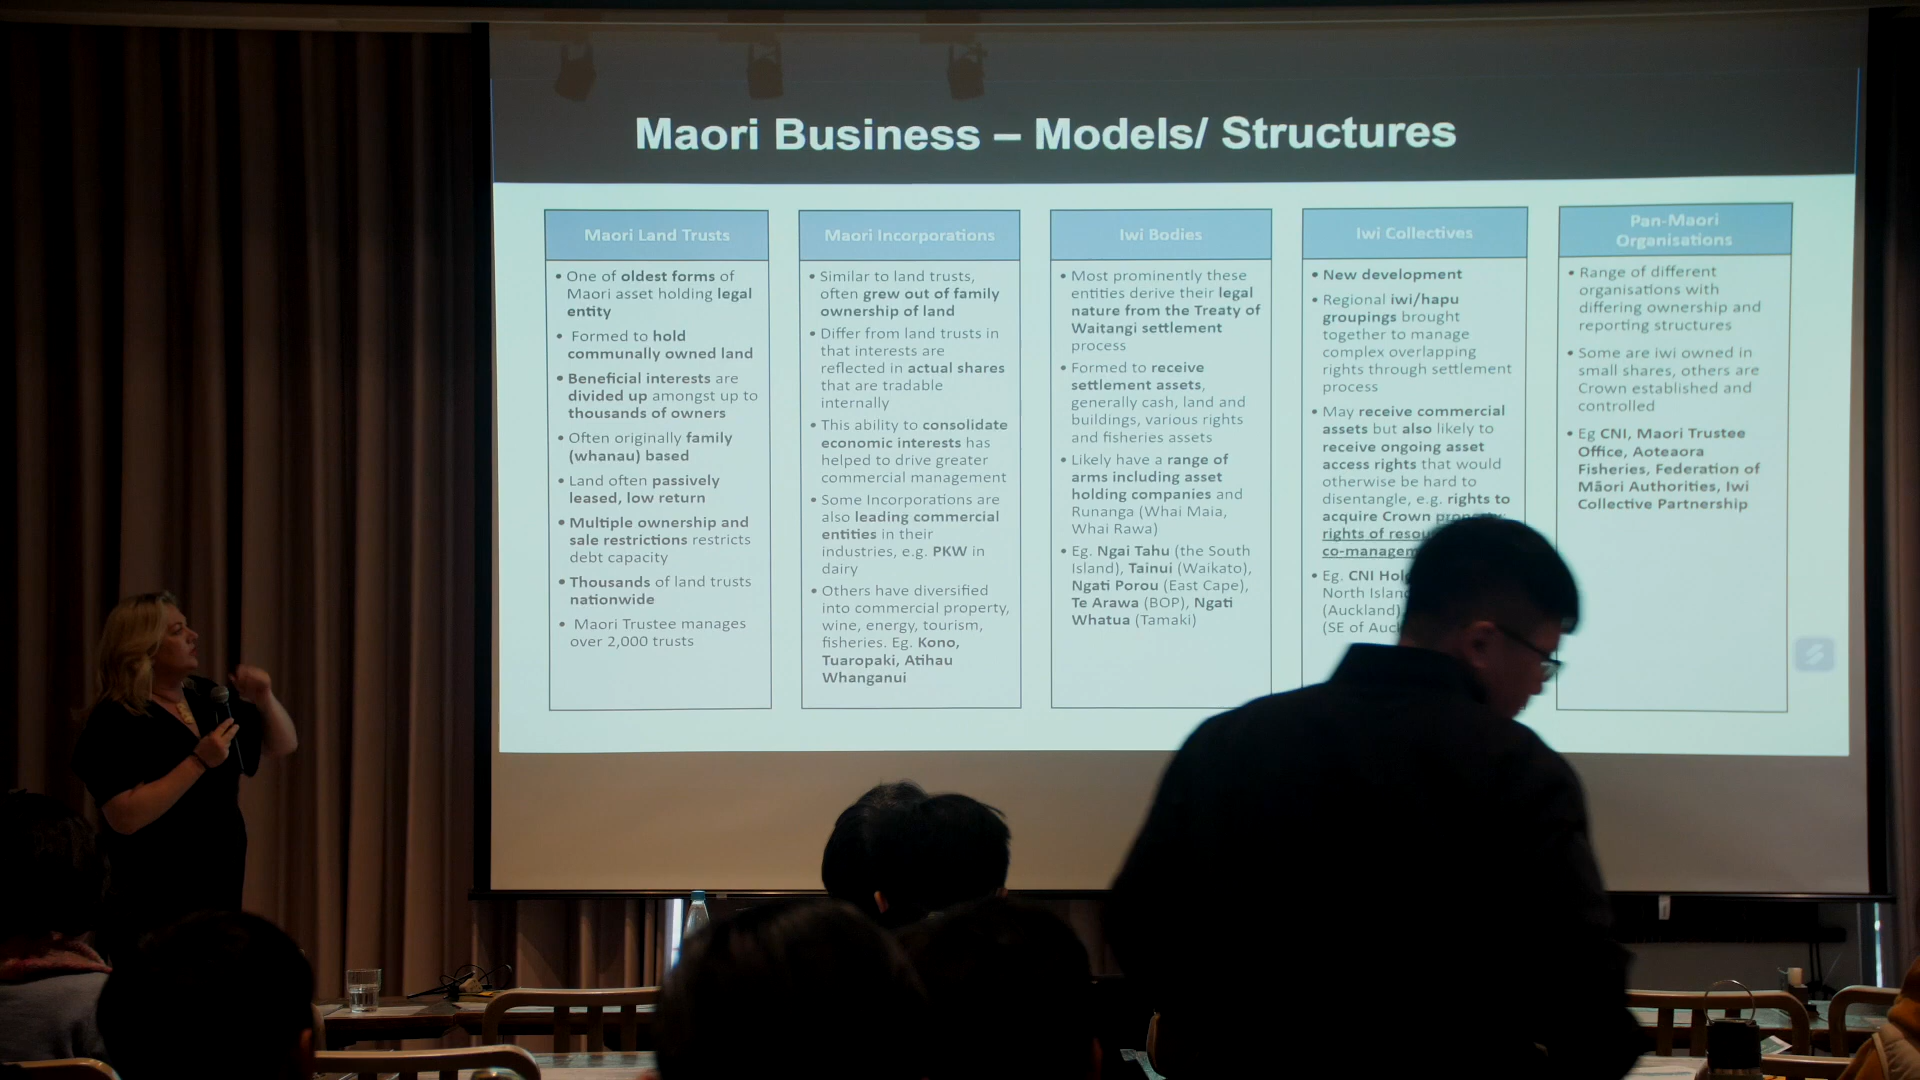 Maori Business – Models/ Structures
Maori Land Trusts
• One of oldest forms of
Maori asset holding legal
entity
• Formed to hold
communally owned land
• Beneficial interests are
divided up amongst up to
thousands of owners
• Often originally family
(whanau) based
• Land often passively
leased, low return
• Multiple ownership and
sale restrictions restricts
debt capacity
• Thousands of land trusts
nationwide
• Maori Trustee manages
over 2,000 trusts
Maori Incorporations
• Similar to land trusts,
often grew out of family
ownership of land
• Differ from land trusts in
that interests are
reflected in actual shares
that are tradable
internally
• This ability to consolidate
economic interests has
helped to drive greater
commercial management
• Some Incorporations are
also leading commercial
entities in their
industries, e.g. PKW in
dairy
• Others have diversified
into commercial property,
wine, energy, tourism,
fisheries. Eg. Kono,
Tuaropaki, Atihau
Whanganui
Iwi Bodies
• Most prominently these
entities derive their legal
nature from the Treaty of
Waitangi settlement
process
• Formed to receive
settlement assets,
generally cash, land and
buildings, various rights
and fisheries assets
• Likely have a range of
arms including asset
holding companies and
Runanga (Whai Maia,
Whai Rawa)
• Eg. Ngai Tahu (the South
Island), Tainui (Waikato),
Ngati Porou (East Cape),
Te Arawa (BOP), Ngati
Whatua (Tamaki)
Iwi Collectives
• New development
• Regional iwi/hapu
groupings brought
together to manage
complex overlapping
rights through settlement
process
• May receive commercial
assets but also likely to
receive ongoing asset
access rights that would
otherwise be hard to
disentangle, e.g. rights to
acquire Crown
rights of
• Eg. CNI
North
(Auckland)
(SE of
Pan-Maori
Organisations
• Range of different
organisations with
differing ownership and
reporting structures
• Some are iwi owned in
small shares, others are
Crown established and
controlled
• Eg CNI, Maori Trustee
Office, Aoteaora
Fisheries, Federation of
Māori Authorities, Iwi
Collective Partnership